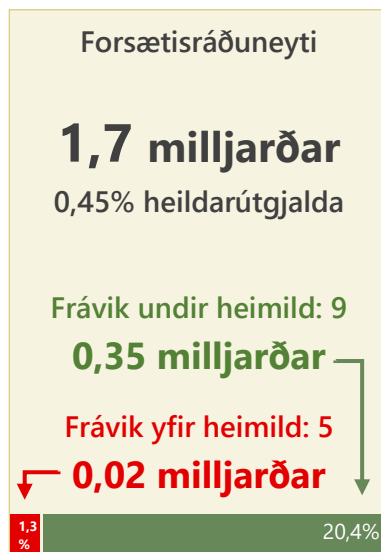 Forsætisráðuneyti
1,7 milljarðar
0,45% heildarútgjalda
Frávik undir heimild: 9
0,35 milljarðar
Frávik yfir heimild: 5
0,02 milljarðar
1,3
%
20,4%